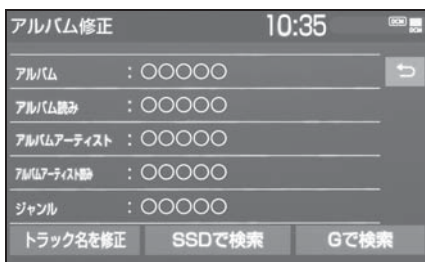 アルバム修正 10:35 DCM DCM
アルバム : ○○○○○
アルバム読み : ○○○○○
アルバムアーティスト : ○○○○○
アルバムアーティスト読み : ○○○○○
ジャンル : ○○○○○
トラック名を修正 SSDで検索 Gで検索